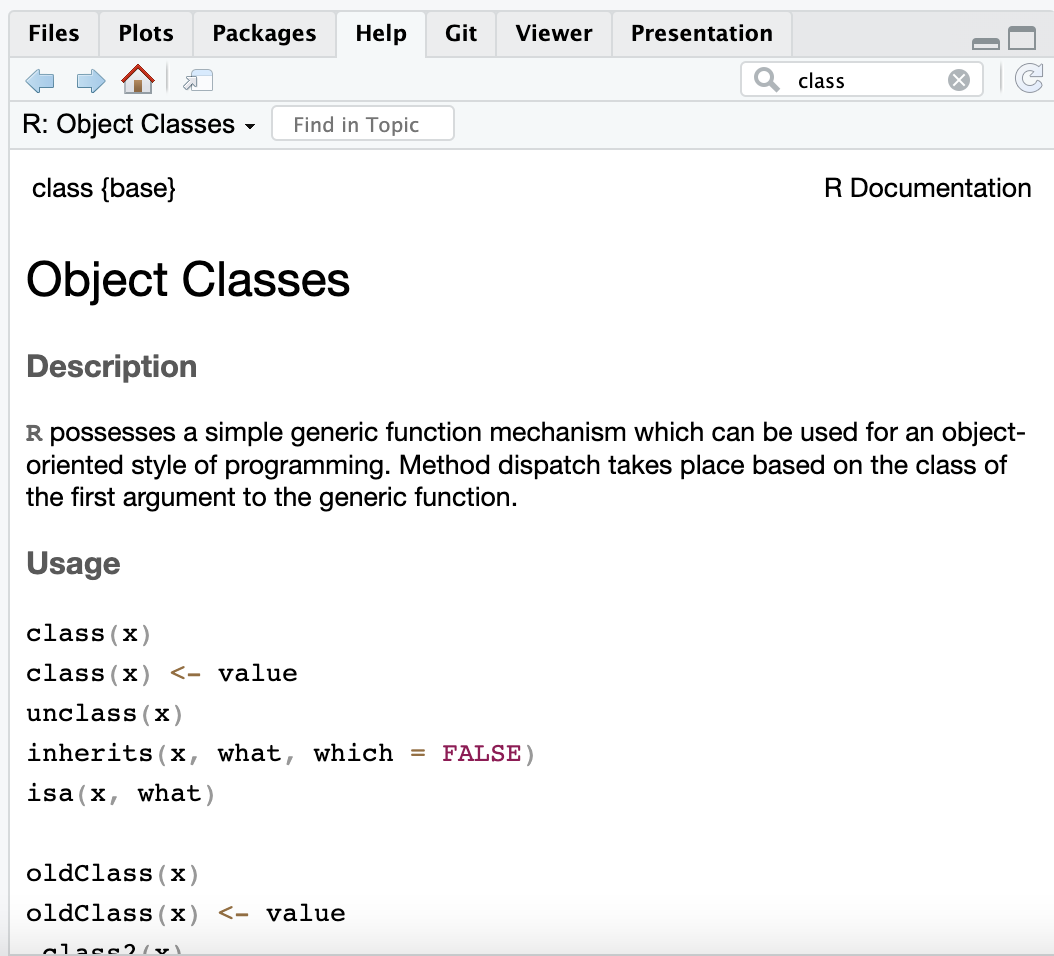 Files Plots Packages Help Git Viewer Presentation
class
R: Object Classes Find in Topic
class {base} R Documentation
Object Classes
Description
R possesses a simple generic function mechanism which can be used for an object-
oriented style of programming. Method dispatch takes place based on the class of
the first argument to the generic function.
Usage
class(x)
class(x) <- value
unclass(x)
inherits(x, what, which = FALSE)
isa(x, what)
oldClass(x)
oldClass(x) <- value
.class2(x)